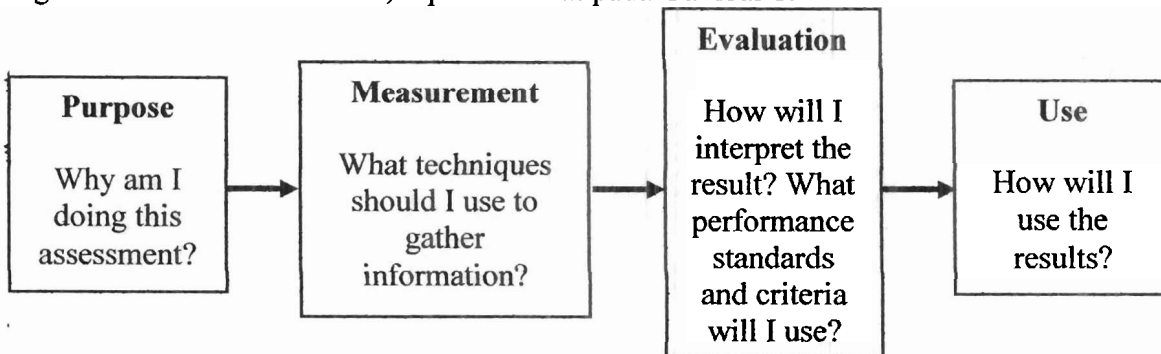 Purpose
Why am I
doing this
assessment?
Measurement
What techniques
should I use to
gather
information?
Evaluation
How will I
interpret the
result? What
performance
standards
and criteria
will I use?
Use
How will I
use the
results?